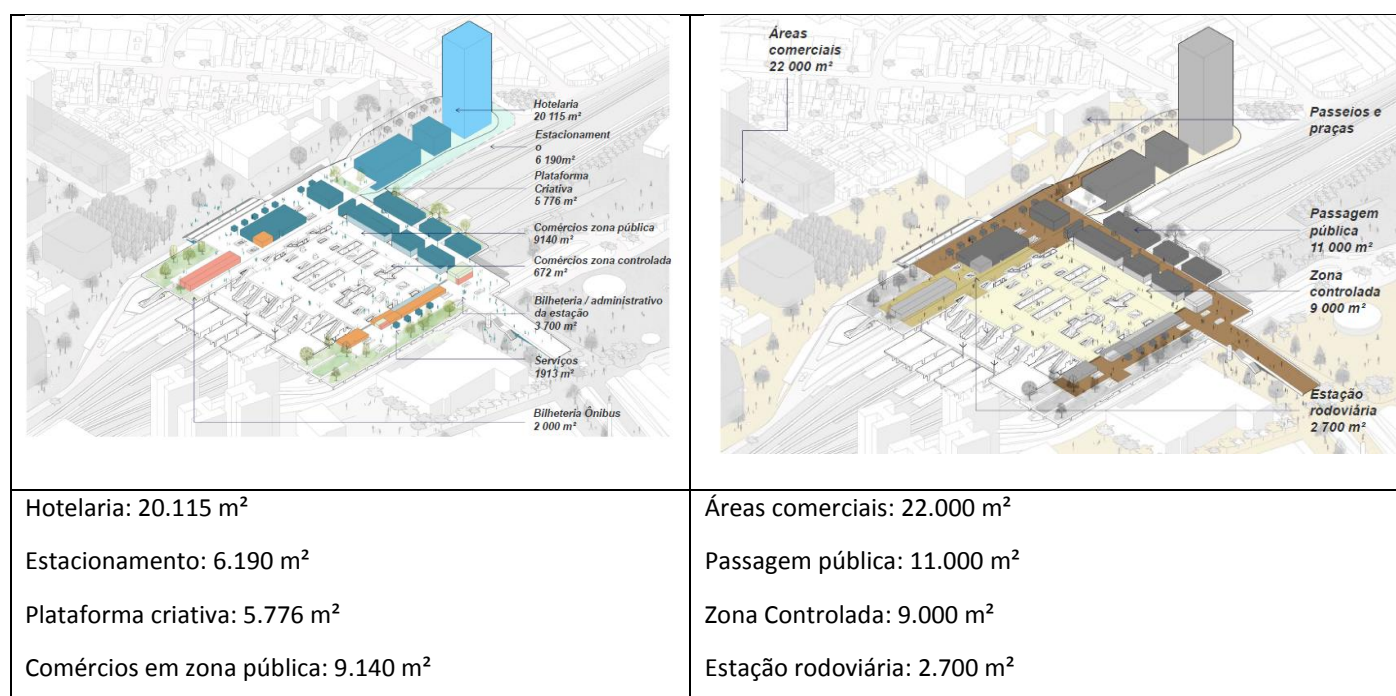 Hotelaria
20 115 m²
Estacionament
o
6 190m²
Plataforma
Criativa
5 776 m²
Comércios zona pública
9140 m²
Comércios zona controlada
672 m²
Bilheteria / administrativo
da estação
3 700 m²
Serviços
1913 m²
Bilheteria Ônibus
2 000 m²
Áreas
comerciais
22 000 m²
Passeios e
praças
Passagem
pública
11 000 m²
Zona
controlada
9 000 m²
Estação
rodoviária
2 700 m²
Hotelaria: 20.115 m²
Estacionamento: 6.190 m²
Plataforma criativa: 5.776 m²
Comércios em zona pública: 9.140 m²
Áreas comerciais: 22.000 m²
Passagem pública: 11.000 m²
Zona Controlada: 9.000 m²
Estação rodoviária: 2.700 m²